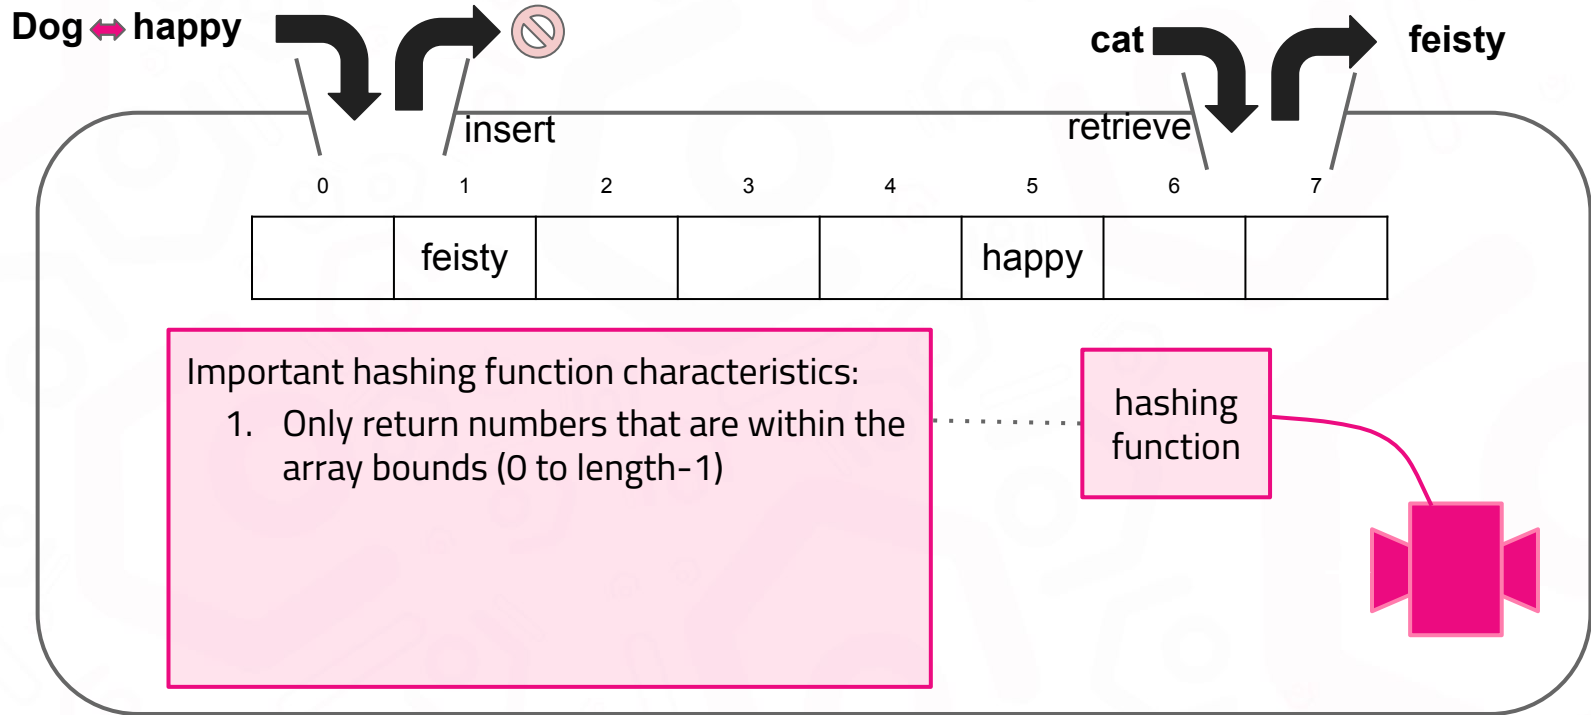 Dog happy
cat
feisty
insert
retrieve
0 1 2 3 4 5 6 7
feisty happy
Important hashing function characteristics:
1. Only return numbers that are within the
array bounds (0 to length-1)
hashing
function